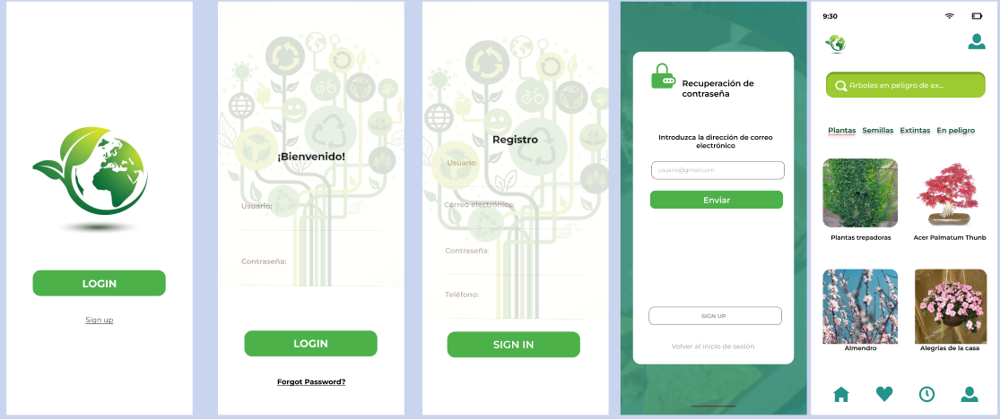 LOGIN
Sign up
¡Bienvenido!
Usuario:
Contraseña:
LOGIN
Forgot Password?
Registro
Usuario:
Correo electrónico:
Contraseña:
Teléfono:
SIGN IN
Recuperación de
contraseña
Introduzca la dirección de correo
electrónico
usuario@gmail.com
Enviar
SIGN UP
Volver al inicio de sesión
9:30
Arboles en peligro de ex...
Plantas Semillas Extintas En peligro
Plantas trepadoras
Acer Palmatum Thunb
Almendro
Alegrias de la casa